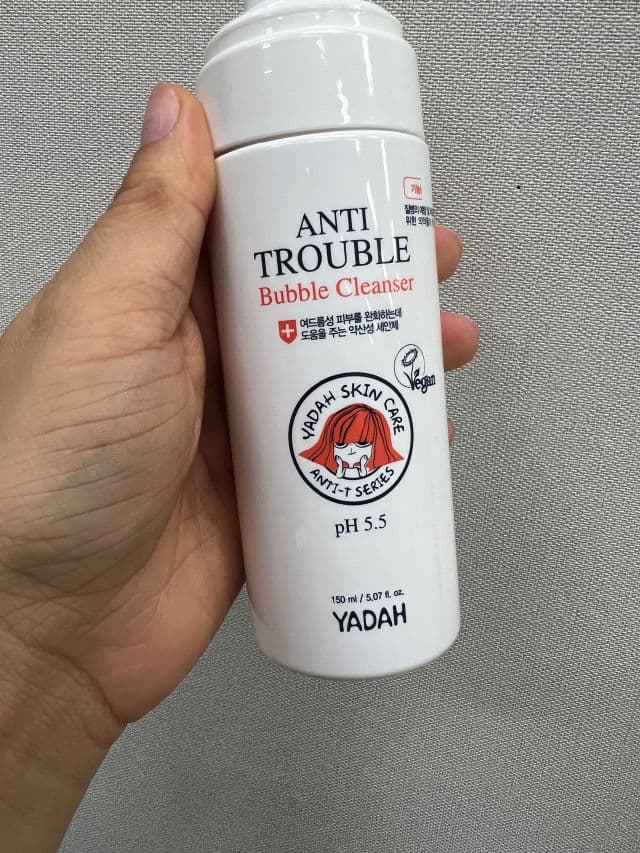 ANTI
TROUBLE
Bubble Cleanser
여드름성 피부를 완화하는데
도움을 주는 약산성 세안제
Vegan
YADAH SKIN CARE
ANTI-T SERIES
pH 5.5
150 ml / 5.07 fl. oz.
YADAH